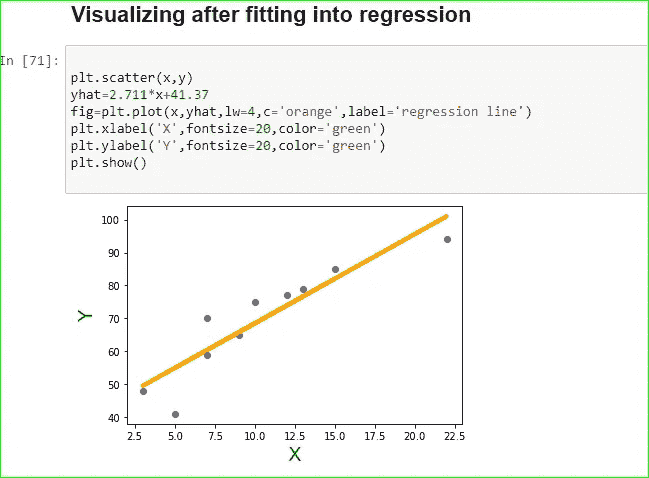 Visualizing after fitting into regression
In [71]:
plt.scatter(x,y)
yhat=2.711*x+41.37
fig=plt.plot(x,yhat,lw=4,c='orange',label='regression line')
plt.xlabel('X',fontsize=20,color='green')
plt.ylabel('Y',fontsize=20,color='green')
plt.show()
100
90
80
70
60
50
40
Y
2.5 5.0 7.5 10.0 12.5 15.0 17.5 20.0 22.5
X